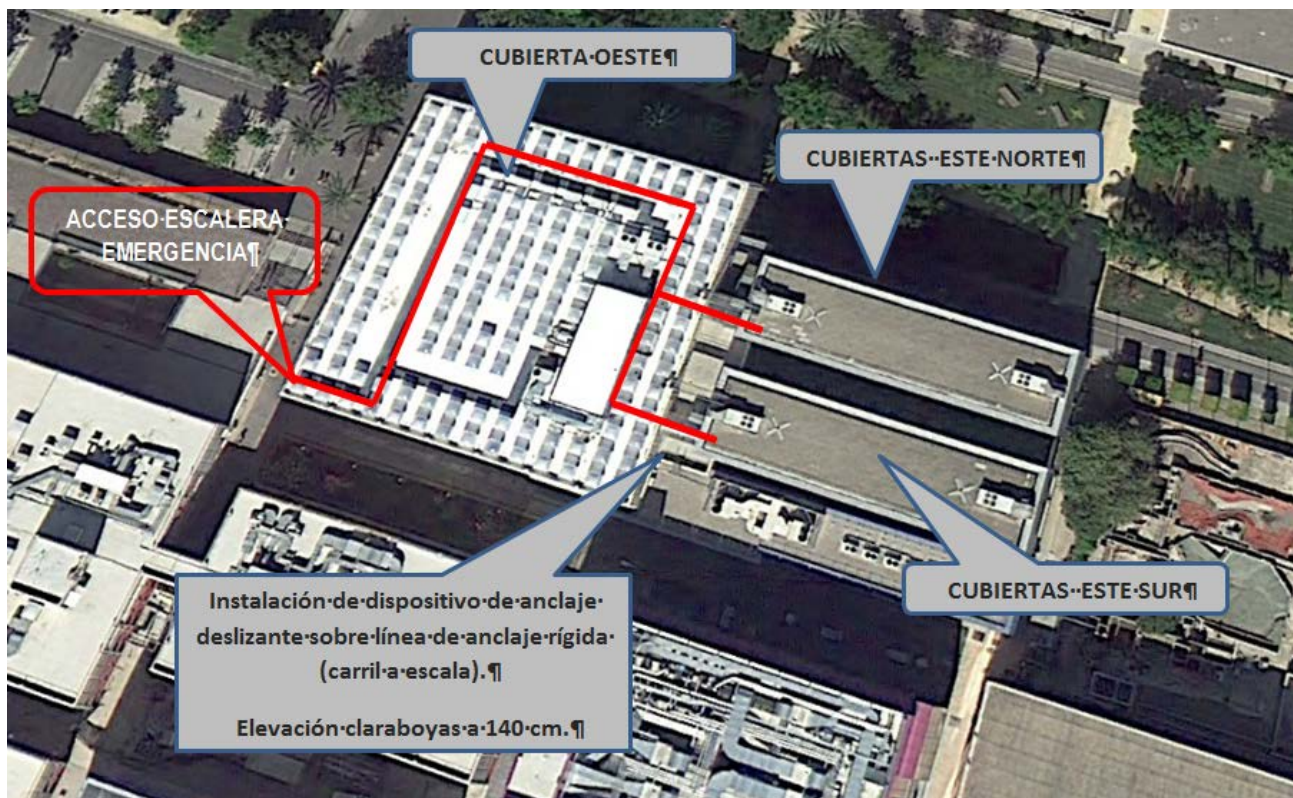 CUBIERTA·OESTE¶
CUBIERTAS··ESTE·NORTE¶
ACCESO·ESCALERA·
EMERGENCIA¶
CUBIERTAS··ESTE·SUR¶
Instalación·de·dispositivo·de·anclaje·
deslizante·sobre·línea·de·anclaje·rígida·
(carril·a·escala).¶
Elevación·claraboyas·a·140·cm.¶